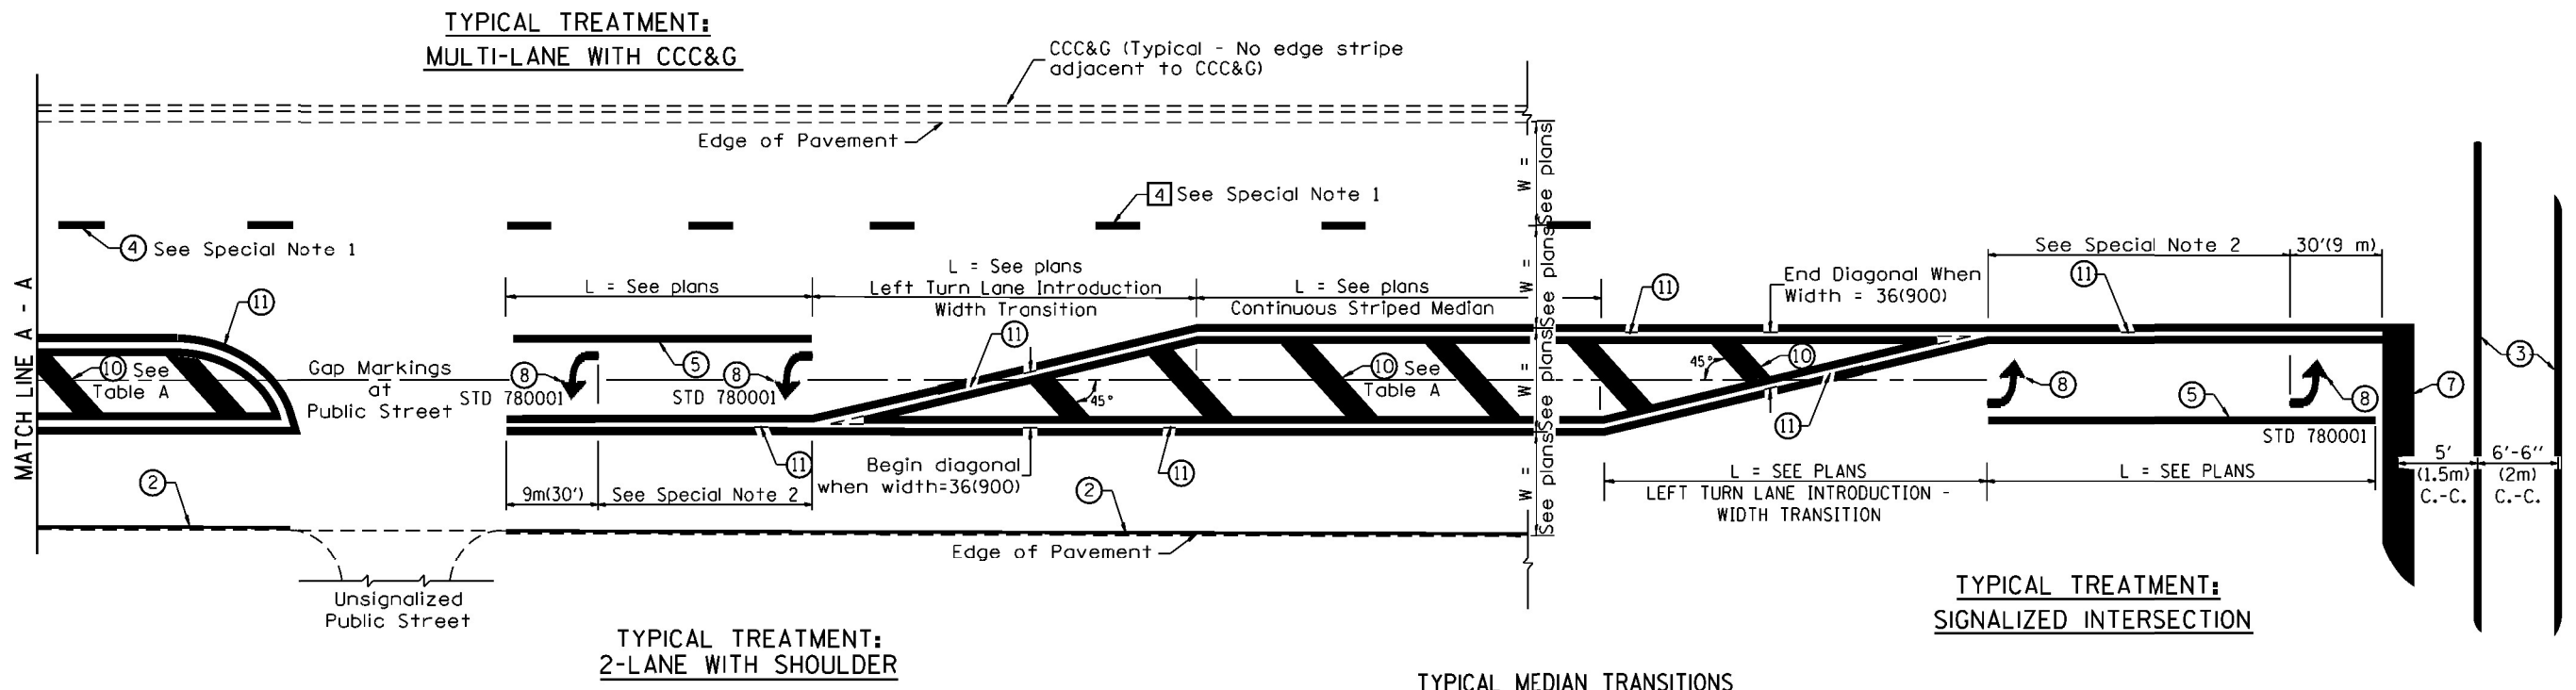 TYPICAL TREATMENT:
MULTI-LANE WITH CCC&G
CCC&G (Typical - No edge stripe
adjacent to CCC&G)
Edge of Pavement
4 See Special Note 1
4 See Special Note 1
W =
See plans
W =
See plans
W =
See plans
W =
See plans
MATCH LINE A - A
11
10 See
Table A
Gap Markings
at
Public Street
L = See plans
L = See plans
Left Turn Lane Introduction
Width Transition
L = See plans
Continuous Striped Median
5
8
STD 780001
8
STD 780001
11
11
45°
10 See
Table A
11
Begin diagonal
when width=36(900)
11
9m(30')
See Special Note 2
2
2
Edge of Pavement
Unsignalized
Public Street
TYPICAL TREATMENT:
2-LANE WITH SHOULDER
End Diagonal When
Width = 36(900)
See Special Note 2
30'(9 m)
11
45°
10
11
8
8
5
STD 780001
7
3
5'
(1.5m)
C.-C.
6'-6"
(2m)
C.-C.
L = SEE PLANS
LEFT TURN LANE INTRODUCTION -
WIDTH TRANSITION
L = SEE PLANS
TYPICAL TREATMENT:
SIGNALIZED INTERSECTION
TYPICAL MEDIAN TRANSITIONS